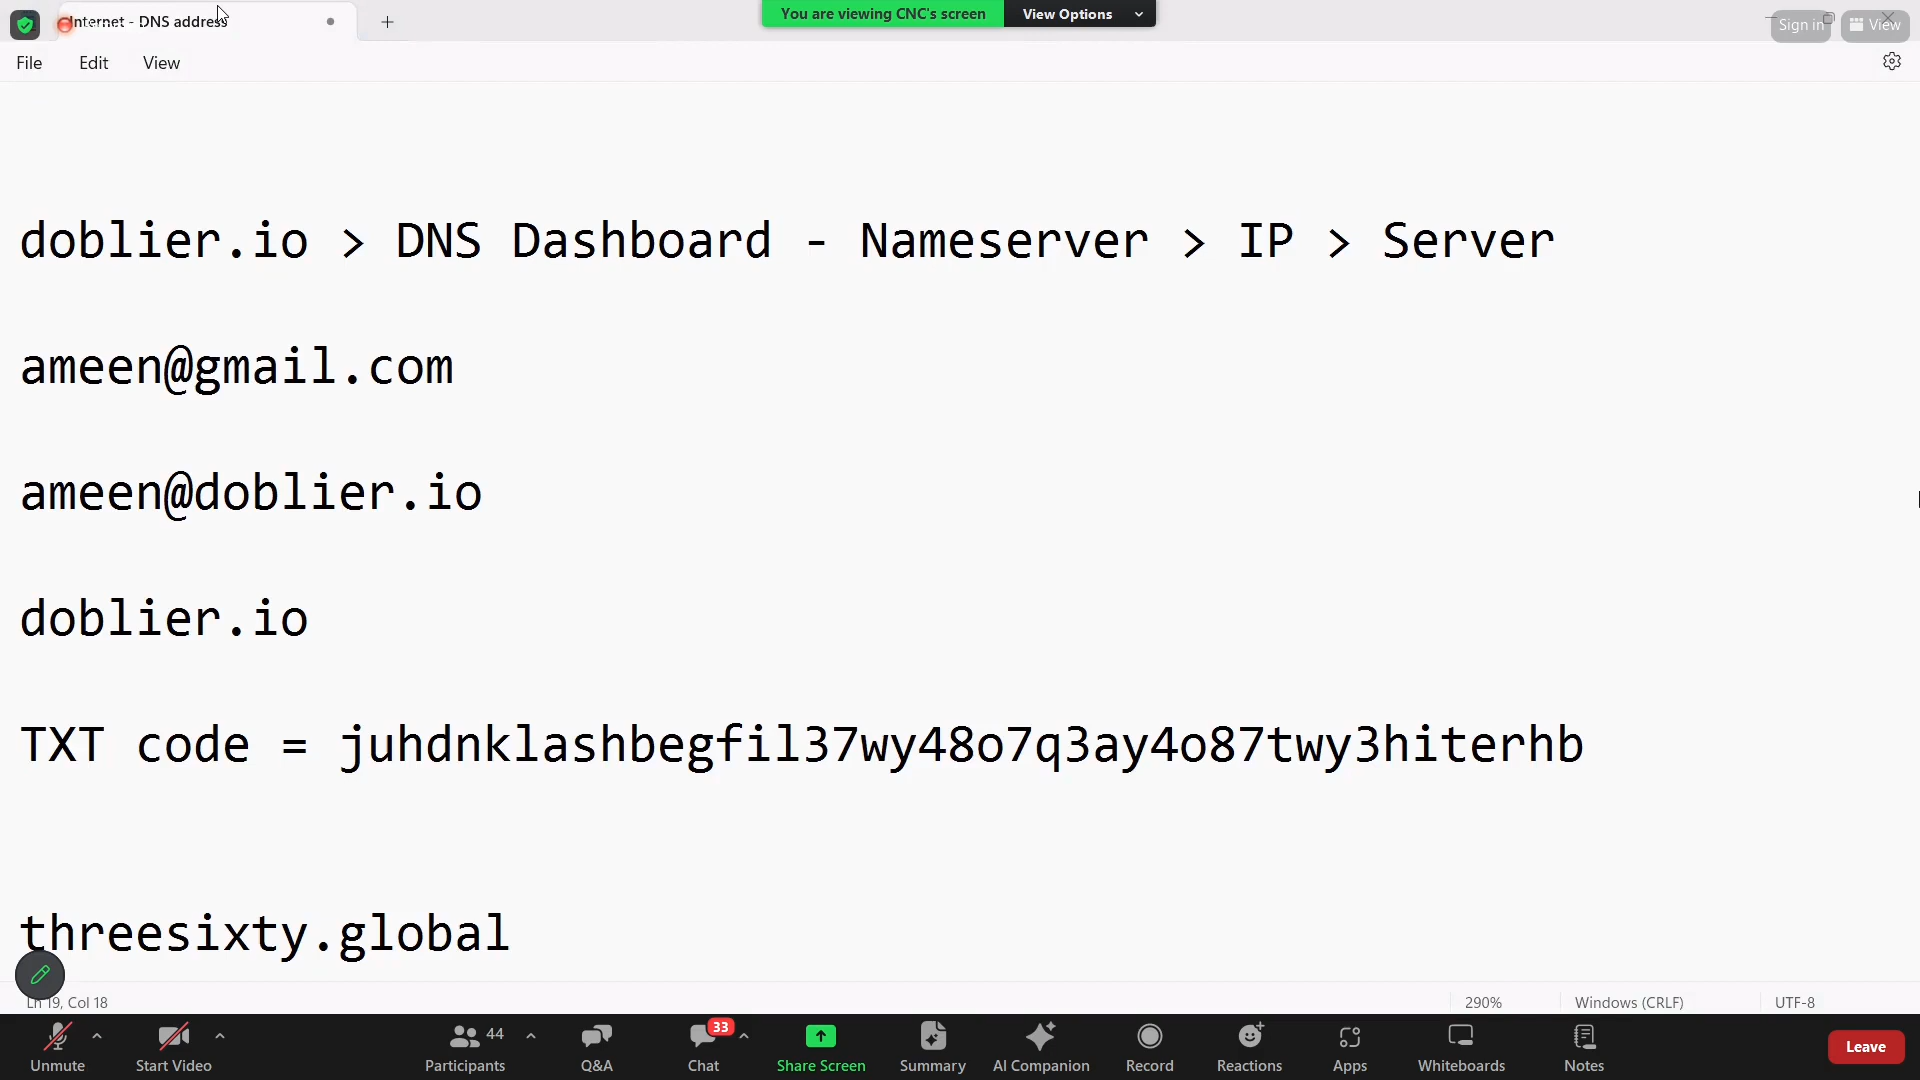 Internet - DNS address
You are viewing CNC's screen
View Options
Sign in
View
File
Edit
View
doblier.io > DNS Dashboard - Nameserver > IP > Server
ameen@gmail.com
ameen@doblier.io
doblier.io
TXT code = juhdnklashbegfil37wy48o7q3ay4o87twy3hiterhb
threesixty.global
Ln 19, Col 18
290%
Windows (CRLF)
UTF-8
44
33
Unmute
Start Video
Participants
Q&A
Chat
Share Screen
Summary
AI Companion
Record
Reactions
Apps
Whiteboards
Notes
Leave